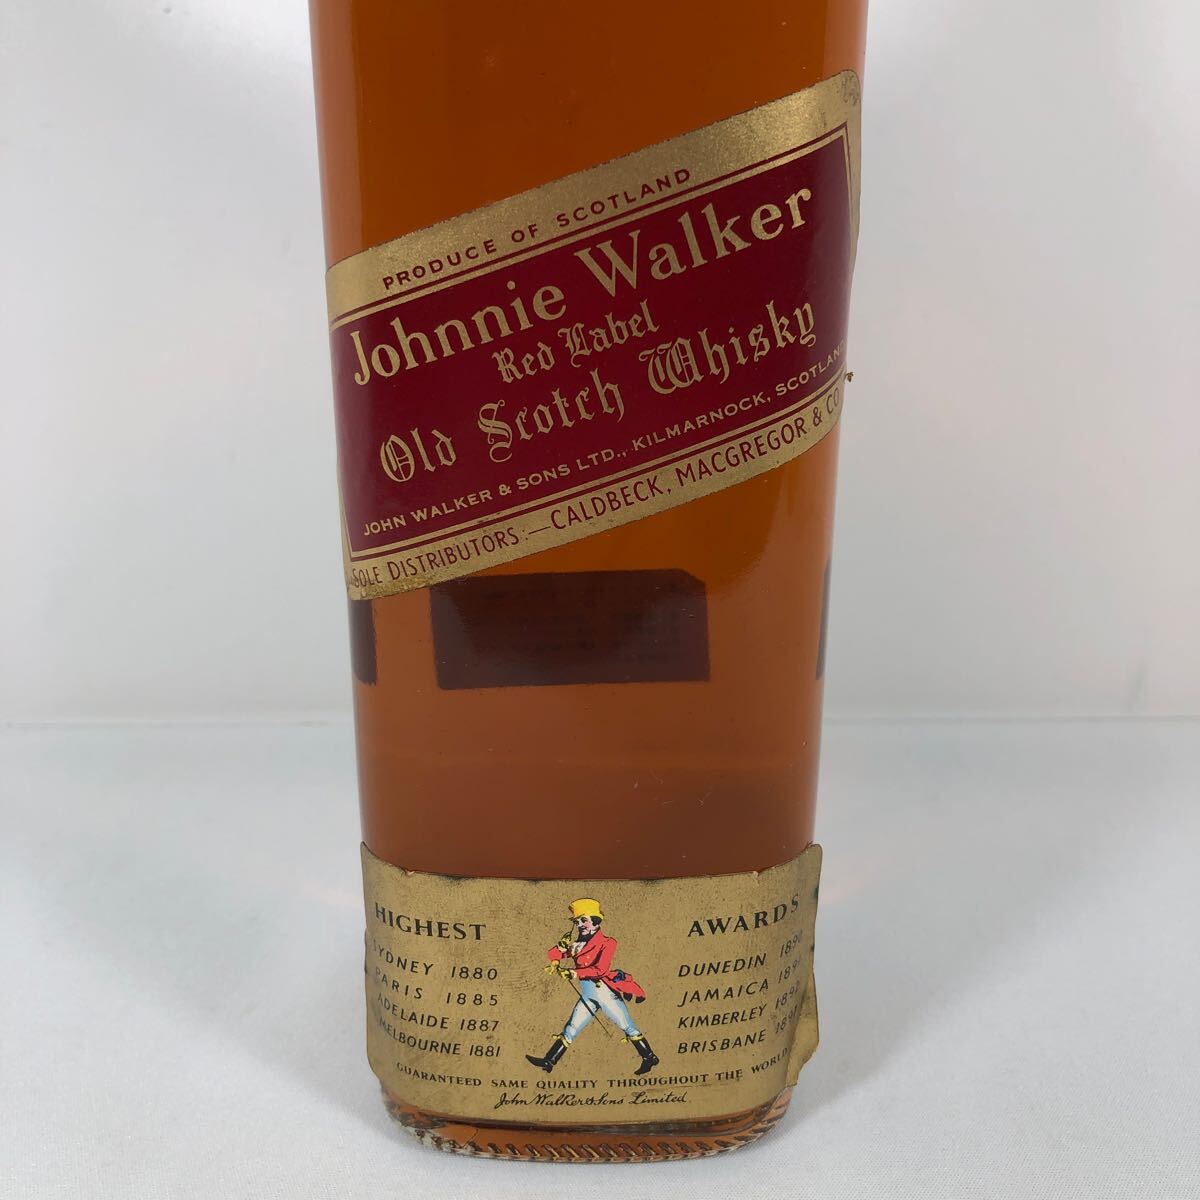 PRODUCE OF SCOTLAND
Johnnie Walker
Red Label
Old Scotch Whisky
JOHN WALKER & SONS LTD., KILMARNOCK, SCOTLAND
SOLE DISTRIBUTORS:—CALDBECK, MACGREGOR & CO
HIGHEST AWARDS
SYDNEY 1880
PARIS 1885
ADELAIDE 1887
MELBOURNE 1881
DUNEDIN 1890
JAMAICA
KIMBERLEY
BRISBANE
GUARANTEED SAME QUALITY THROUGHOUT THE WORLD
John Walker & Sons Limited.